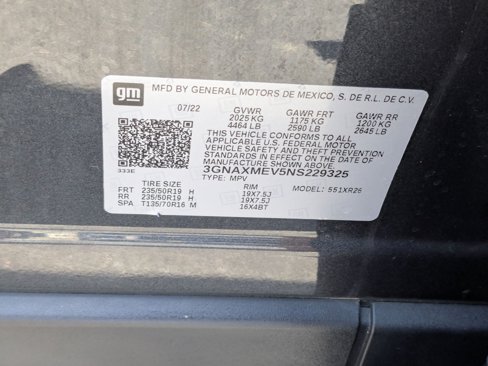 gm MFD BY GENERAL MOTORS DE MEXICO, S. DE R.L. DE C.V.
07/22 GVWR GAWR FRT GAWR RR
2025 KG 1175 KG 1200 KG
4464 LB 2590 LB 2645 LB
THIS VEHICLE CONFORMS TO ALL
APPLICABLE U.S. FEDERAL MOTOR
VEHICLE SAFETY AND THEFT PREVENTION
STANDARDS IN EFFECT ON THE DATE
OF MANUFACTURE SHOWN ABOVE.
333E 3GNAXMEV5NS229325
TYPE: MPV MODEL: 551XR26
TIRE SIZE RIM
FRT 235/50R19 H 19X7.5J
RR 235/50R19 H 19X7.5J
SPA T135/70R16 M 16X4BT